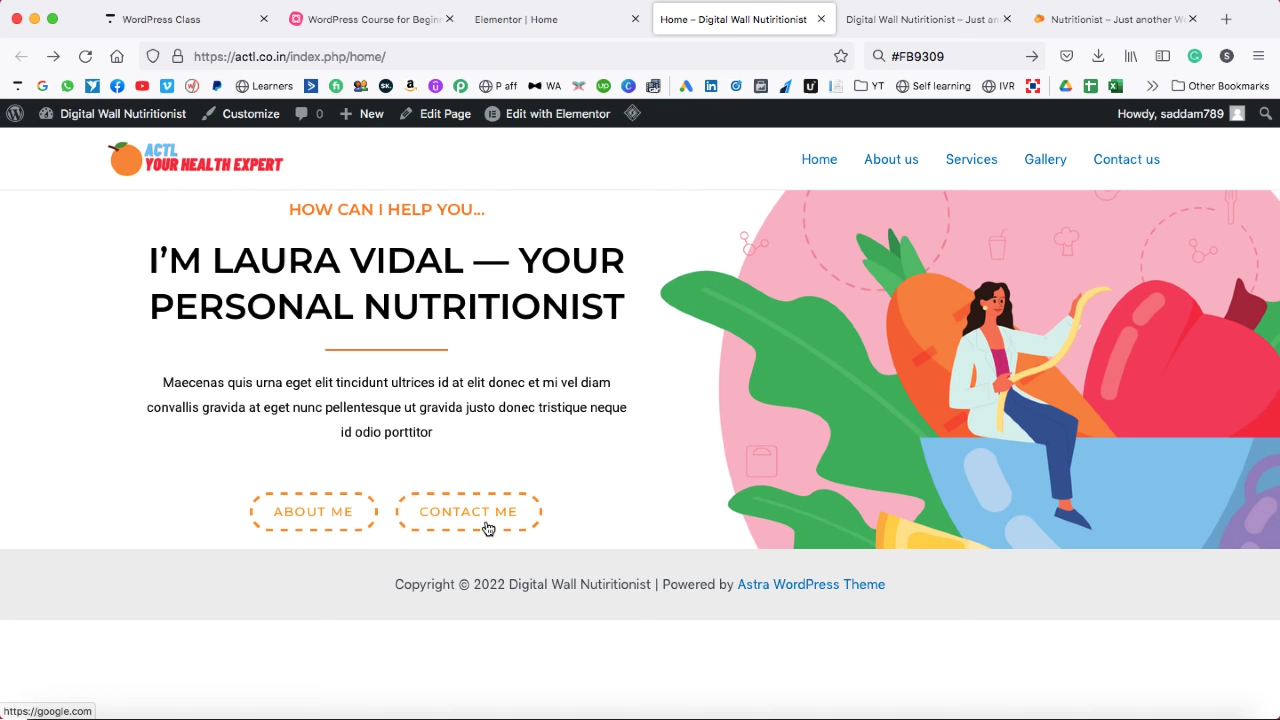 WordPress Class
WordPress Course for Beginn
Elementor | Home
Home – Digital Wall Nutiritionist
Digital Wall Nutiritionist – Just an
Nutritionist – Just another W
https://actl.co.in/index.php/home/
#FB9309
Learners
P aff
WA
YT
Self learning
IVR
Other Bookmarks
Digital Wall Nutiritionist
Customize
0
New
Edit Page
Edit with Elementor
Howdy, saddam789
ACTL
YOUR HEALTH EXPERT
Home
About us
Services
Gallery
Contact us
HOW CAN I HELP YOU...
I’M LAURA VIDAL — YOUR
PERSONAL NUTRITIONIST
Maecenas quis urna eget elit tincidunt ultrices id at elit donec et mi vel diam
convallis gravida at eget nunc pellentesque ut gravida justo donec tristique neque
id odio porttitor
ABOUT ME
CONTACT ME
Copyright © 2022 Digital Wall Nutiritionist | Powered by Astra WordPress Theme
https://google.com